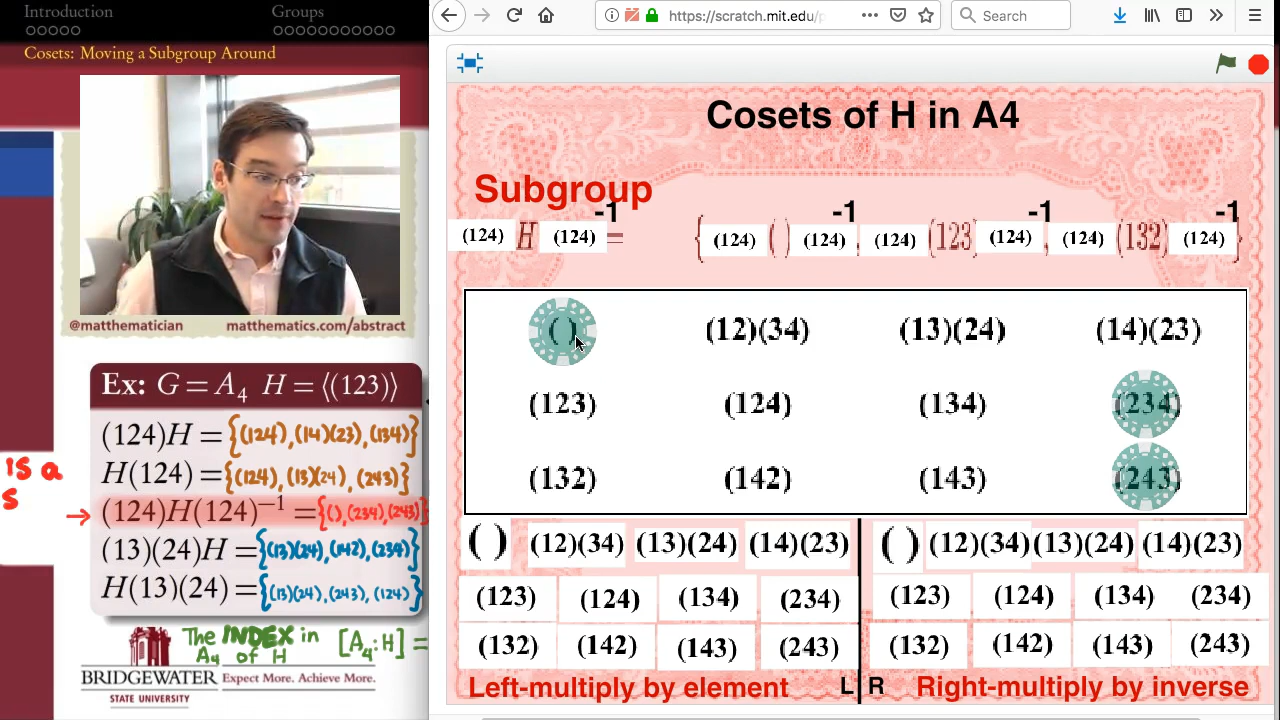 Introduction
Groups
Cosets: Moving a Subgroup Around
@matthematician matthematics.com/abstract
Ex: G = A4 H = ⟨(123)⟩
(124)H = {(124), (14)(23), (134)}
H(124) = {(124), (13)(24), (243)}
is a
s
→ (124)H(124)⁻¹ = {(), (234), (243)}
(13)(24)H = {(13)(24), (142), (234)}
H(13)(24) = {(13)(24), (243), (124)}
The INDEX in
A4 of H
[A4:H] =
BRIDGEWATER
STATE UNIVERSITY
Expect More. Achieve More.
https://scratch.mit.edu/p
Search
Cosets of H in A4
Subgroup
(124) H (124) -1 = { (124) ( ) (124) -1 , (124) (123) (124) -1 , (124) (132) (124) -1 }
( ) (12)(34) (13)(24) (14)(23)
(123) (124) (134) (234)
(132) (142) (143) (243)
( ) (12)(34) (13)(24) (14)(23)
(123) (124) (134) (234)
(132) (142) (143) (243)
Left-multiply by element L
( ) (12)(34) (13)(24) (14)(23)
(123) (124) (134) (234)
(132) (142) (143) (243)
R Right-multiply by inverse